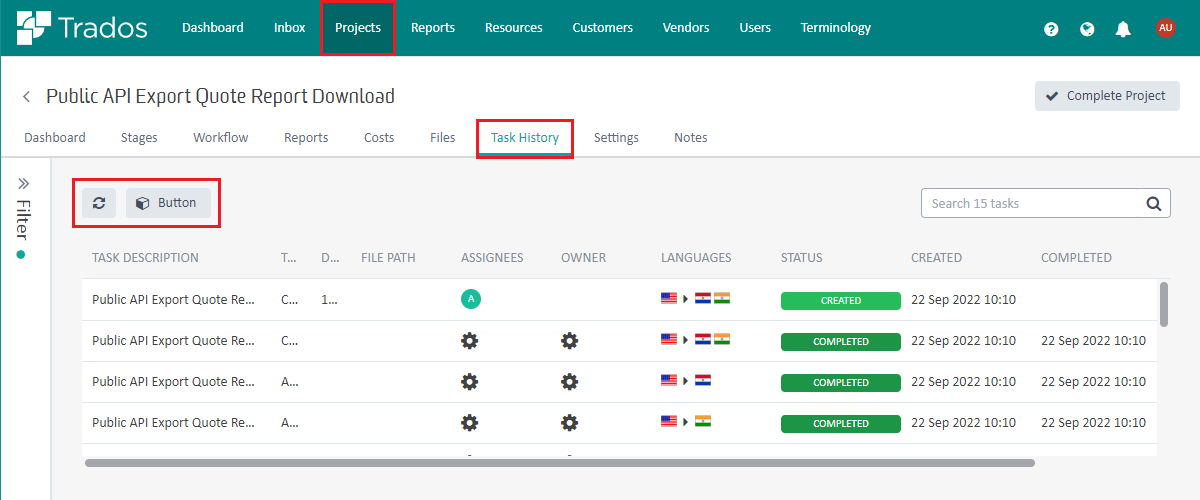 Trados Dashboard Inbox Projects Reports Resources Customers Vendors Users Terminology ? AU
Public API Export Quote Report Download Complete Project
Dashboard Stages Workflow Reports Costs Files Task History Settings Notes
Filter
Button Search 15 tasks
TASK DESCRIPTION T... D... FILE PATH ASSIGNEES OWNER LANGUAGES STATUS CREATED COMPLETED
Public API Export Quote Re... C... 1... A CREATED 22 Sep 2022 10:10
Public API Export Quote Re... C... COMPLETED 22 Sep 2022 10:10 22 Sep 2022 10:10
Public API Export Quote Re... A... COMPLETED 22 Sep 2022 10:10 22 Sep 2022 10:10
Public API Export Quote Re... A... COMPLETED 22 Sep 2022 10:10 22 Sep 2022 10:10